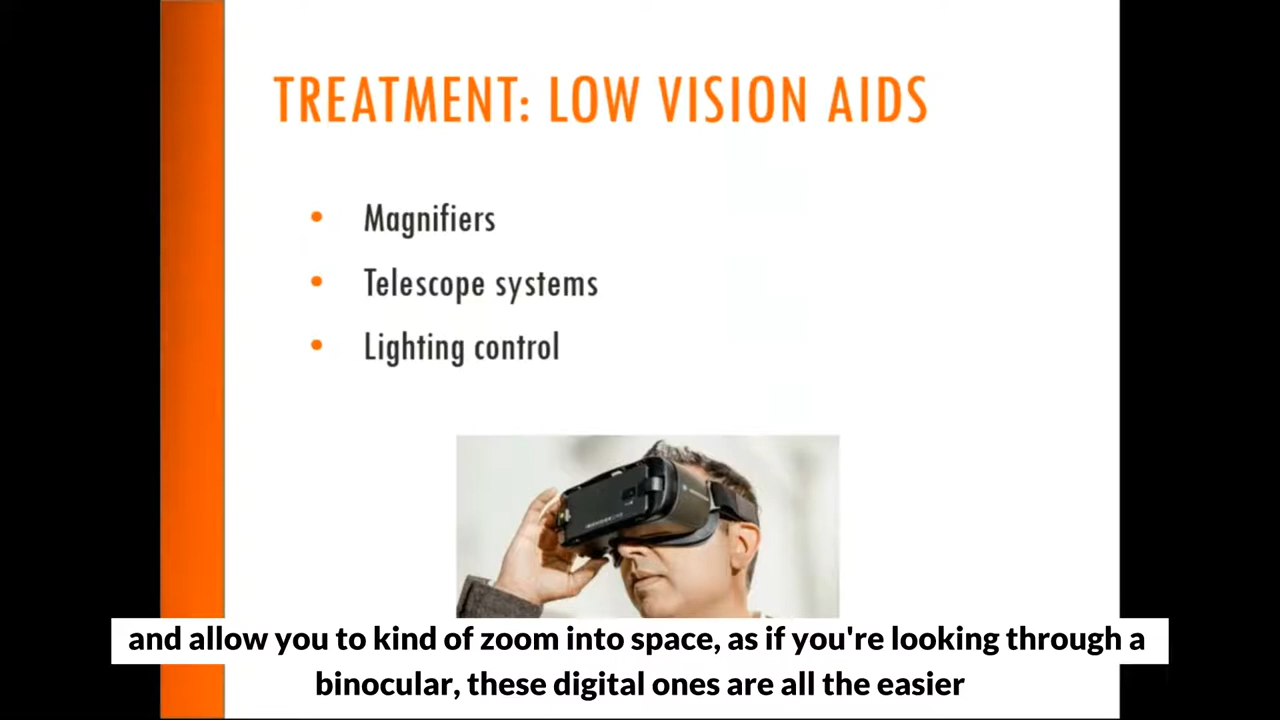 TREATMENT: LOW VISION AIDS
• Magnifiers
• Telescope systems
• Lighting control
and allow you to kind of zoom into space, as if you're looking through a
binocular, these digital ones are all the easier